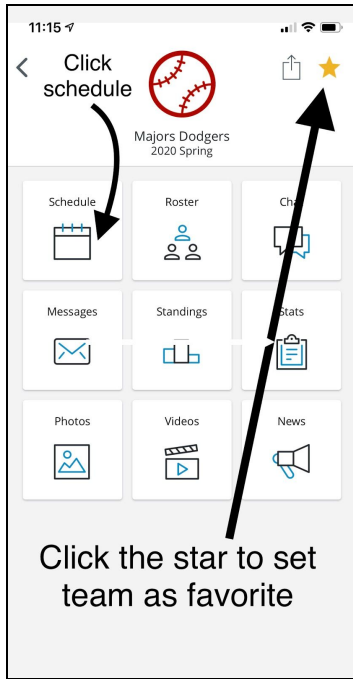 11:15
Click
schedule
Majors Dodgers
2020 Spring
Schedule
Roster
Messages
Standings
Stats
Photos
Videos
News
Click the star to set
team as favorite